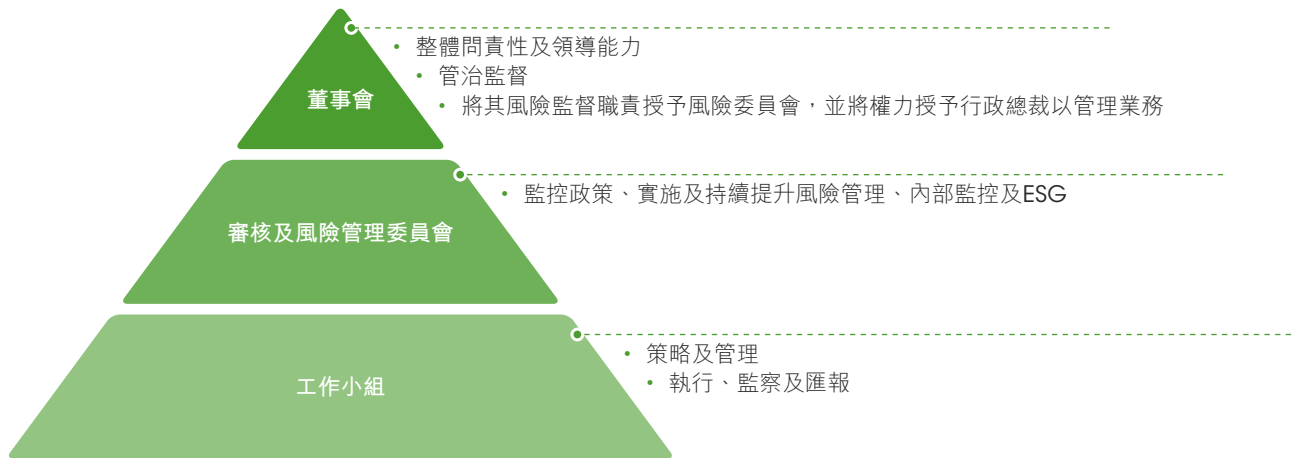 董事會
• 整體問責性及領導能力
• 管治監督
• 將其風險監督職責授予風險委員會，並將權力授予行政總裁以管理業務
審核及風險管理委員會
• 監控政策、實施及持續提升風險管理、內部監控及ESG
工作小組
• 策略及管理
• 執行、監察及匯報